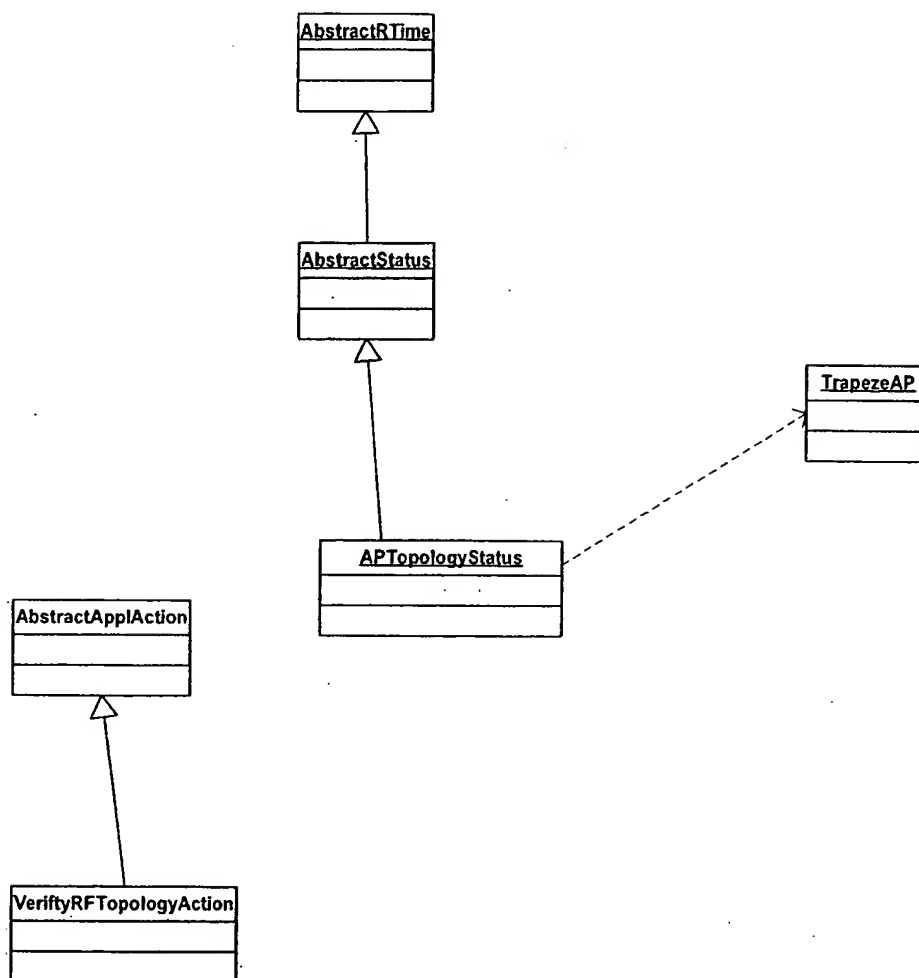 AbstractRTime
AbstractStatus
TrapezeAP
APTopologyStatus
AbstractApplAction
VeriftyRFTopologyAction